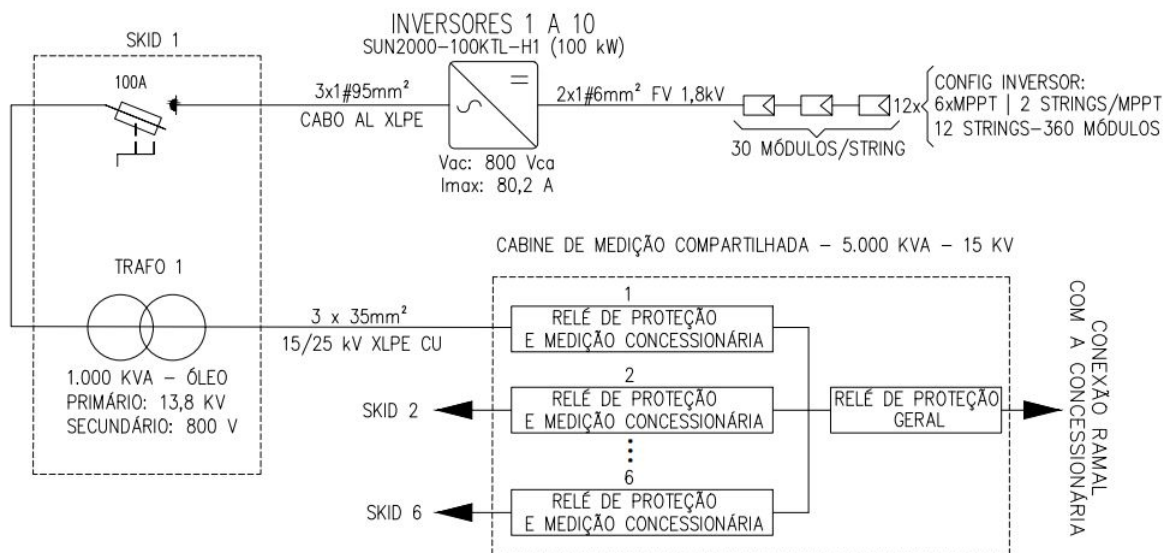 SKID 1
100A
3x1#95mm²
CABO AL XLPE
INVERSORES 1 A 10
SUN2000-100KTL-H1 (100 kW)
Vac: 800 Vca
Imax: 80,2 A
2x1#6mm² FV 1,8kV
30 MÓDULOS/STRING
12x
CONFIG INVERSOR:
6xMPPT | 2 STRINGS/MPPT
12 STRINGS-360 MÓDULOS
TRAFO 1
1.000 KVA - ÓLEO
PRIMÁRIO: 13,8 KV
SECUNDÁRIO: 800 V
3 x 35mm²
15/25 kV XLPE CU
CABINE DE MEDIÇÃO COMPARTILHADA - 5.000 KVA - 15 KV
1
RELÉ DE PROTEÇÃO
E MEDIÇÃO CONCESSIONÁRIA
SKID 2
2
RELÉ DE PROTEÇÃO
E MEDIÇÃO CONCESSIONÁRIA
SKID 6
6
RELÉ DE PROTEÇÃO
E MEDIÇÃO CONCESSIONÁRIA
RELÉ DE PROTEÇÃO
GERAL
CONEXÃO RAMAL
COM A CONCESSIONÁRIA